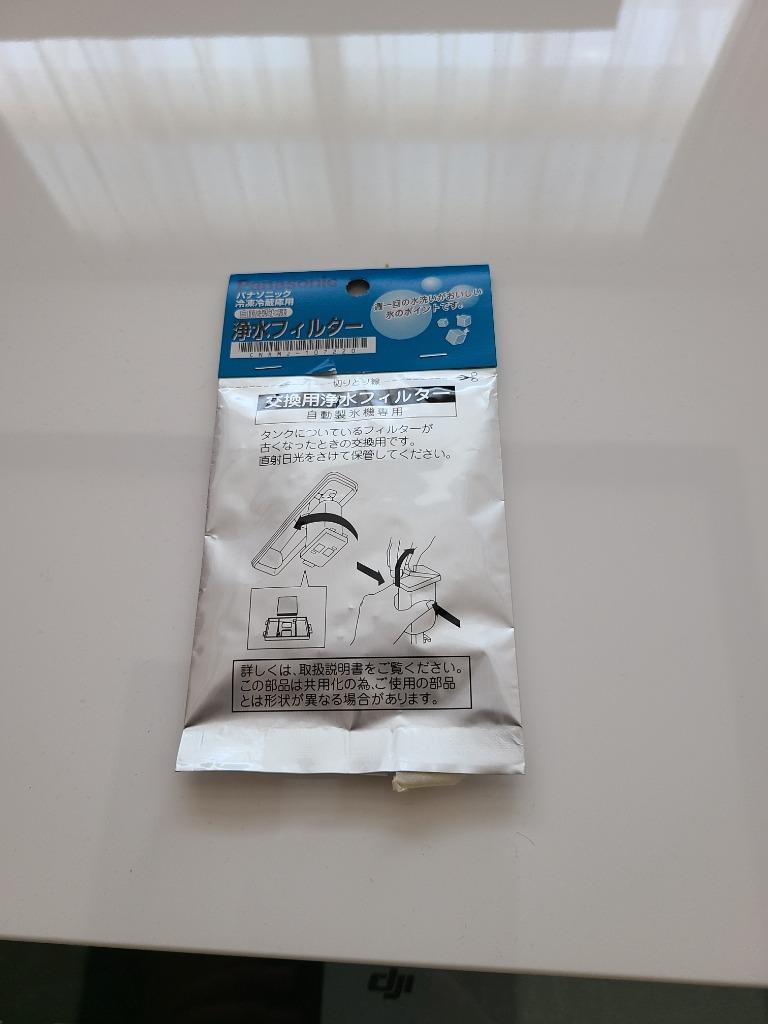 Panasonic
パナソニック
冷凍冷蔵庫用
自動製氷機
浄水フィルター
CNRMJ-107220
週一回の水洗いがおいしい
氷のポイントです。
切りとり線
交換用浄水フィルター
自動製氷機専用
タンクについているフィルターが
古くなったときの交換用です。
直射日光をさけて保管してください。
詳しくは、取扱説明書をご覧ください。
この部品は共用化の為、ご使用の部品
とは形状が異なる場合があります。
dji